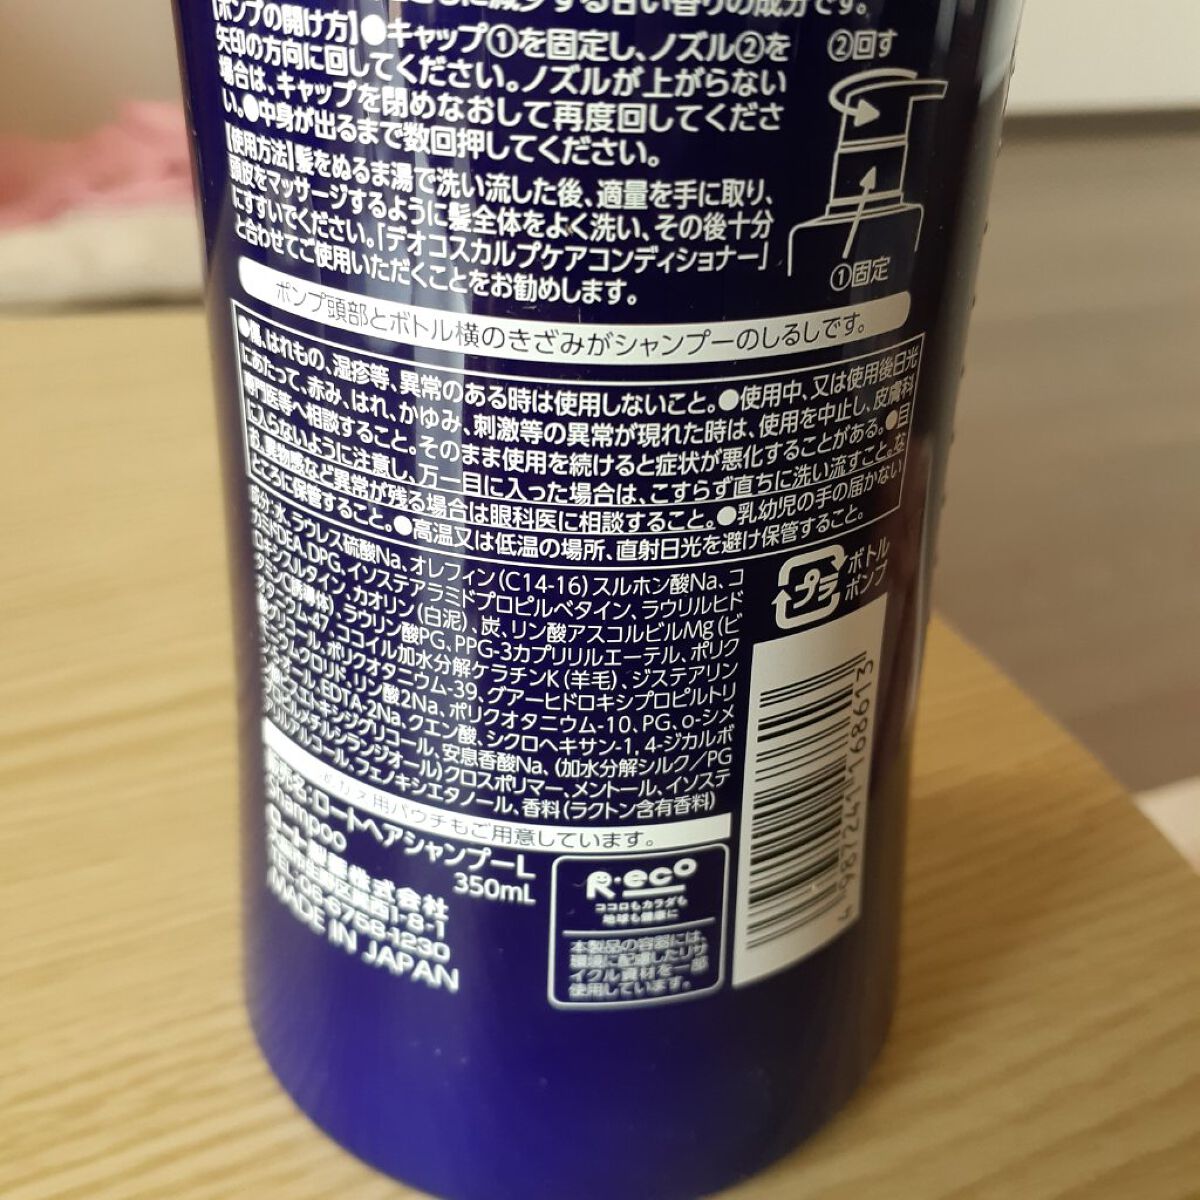 減少する甘い香りの成分です。
【ポンプの開け方】●キャップ①を固定し、ノズル②を
矢印の方向に回してください。ノズルが上がらない
場合は、キャップを閉めなおして再度回してくださ
い。●中身が出るまで数回押してください。
②回す
①固定
【使用方法】髪をぬるま湯で洗い流した後、適量を手に取り、
頭皮をマッサージするように髪全体をよく洗い、その後十分
にすすいでください。「デオコスカルプケアコンディショナー」
と合わせてご使用いただくことをお勧めします。
ポンプ頭部とボトル横のきざみがシャンプーのしるしです。
●傷、はれもの、湿疹等、異常のある時は使用しないこと。●使用中、又は使用後日光
にあたって、赤み、はれ、かゆみ、刺激等の異常が現れた時は、使用を中止し、皮膚科
専門医等へ相談すること。そのまま使用を続けると症状が悪化することがある。●目
に入らないように注意し、万一目に入った場合は、こすらず直ちに洗い流すこと。な
お、異物感など異常が残る場合は眼科医に相談すること。●乳幼児の手の届かない
ところに保管すること。●高温又は低温の場所、直射日光を避け保管すること。
成分:水、ラウレス硫酸Na、オレフィン(C14-16)スルホン酸Na、コ
カミドDEA、DPG、イソステアラミドプロピルベタイン、ラウリルヒド
ロキシスルタイン、カオリン(白泥)、炭、リン酸アスコルビルMg(ビ
タミンC誘導体)、ラウリン酸PG、PPG-3カプリリルエーテル、ポリク
オタニウム-47、ココイル加水分解ケラチンK(羊毛)、ジステアリン
酸グリコール、ポリクオタニウム-39、グアーヒドロキシプロピルトリ
モニウムクロリド、リン酸2Na、ポリクオタニウム-10、PG、o-シメ
ン-5-オール、EDTA-2Na、クエン酸、シクロヘキサン-1,4-ジカルボ
ン酸ビスエトキシジグリコール、安息香酸Na、(加水分解シルク/PG
プロピルメチルシランジオール)クロスポリマー、メントール、イソステ
アリルアルコール、フェノキシエタノール、香料(ラクトン含有香料)
プラ
ボトル
ポンプ
つめかえ用パウチもご用意しています。
販売名:ロートヘアシャンプーL
Shampoo
350mL
ロート製薬株式会社
大阪市生野区巽西1-8-1
TEL:06-6758-1230
MADE IN JAPAN
R・eco
ココロもカラダも
地球も健康に
本製品の容器には、
環境に配慮したリサ
イクル資材を一部
使用しています。
4987241168613